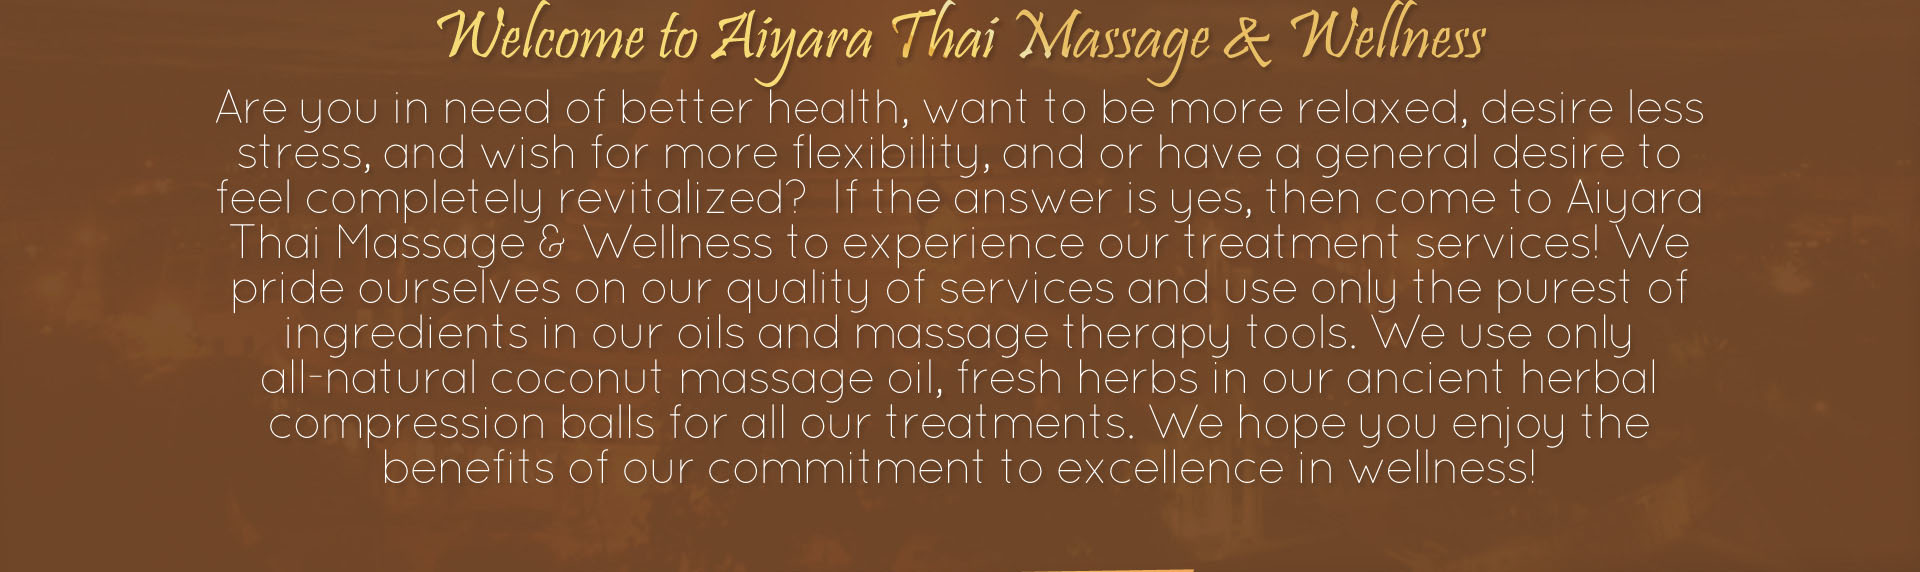 Welcome to Aiyara Thai Massage & Wellness
Are you in need of better health, want to be more relaxed, desire less
stress, and wish for more flexibility, and or have a general desire to
feel completely revitalized?  If the answer is yes, then come to Aiyara
Thai Massage & Wellness to experience our treatment services! We
pride ourselves on our quality of services and use only the purest of
ingredients in our oils and massage therapy tools. We use only
all-natural coconut massage oil, fresh herbs in our ancient herbal
compression balls for all our treatments. We hope you enjoy the
benefits of our commitment to excellence in wellness!